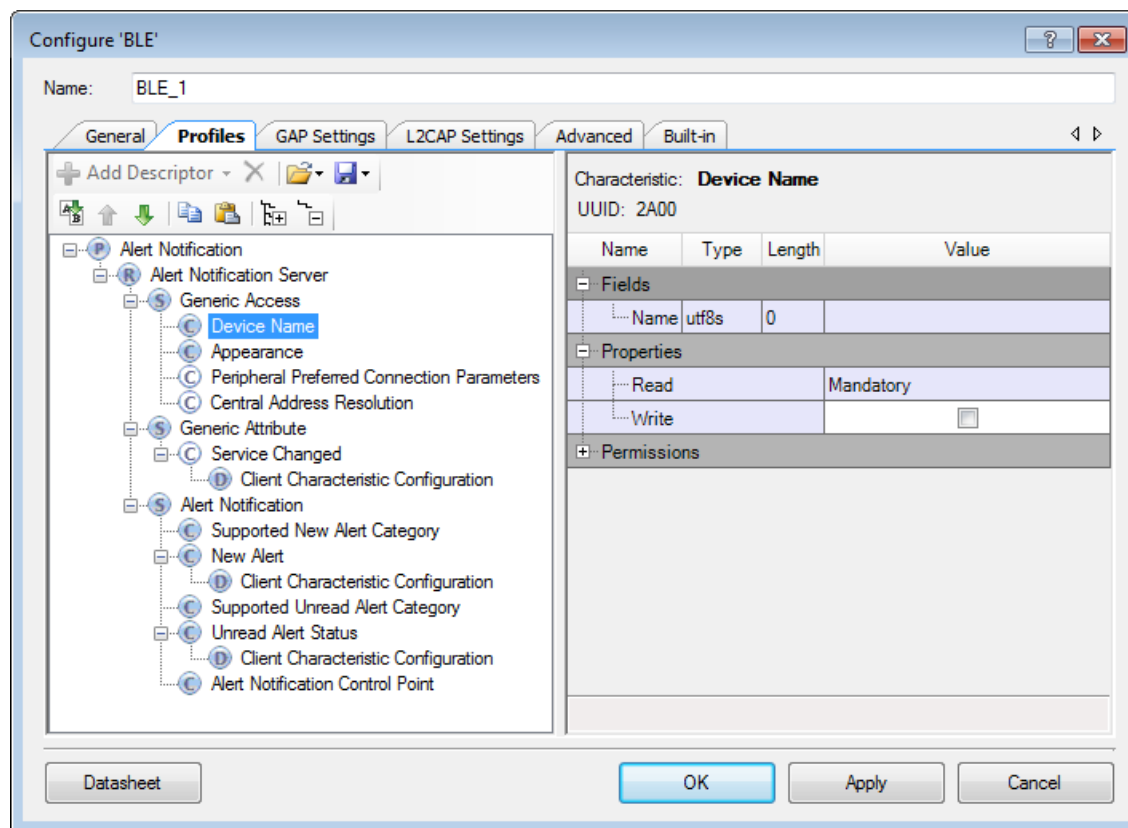 Configure 'BLE'
Name: BLE_1
General Profiles GAP Settings L2CAP Settings Advanced Built-in
Add Descriptor
Alert Notification
Alert Notification Server
Generic Access
Device Name
Appearance
Peripheral Preferred Connection Parameters
Central Address Resolution
Generic Attribute
Service Changed
Client Characteristic Configuration
Alert Notification
Supported New Alert Category
New Alert
Client Characteristic Configuration
Supported Unread Alert Category
Unread Alert Status
Client Characteristic Configuration
Alert Notification Control Point
Characteristic: Device Name
UUID: 2A00
Name Type Length Value
Fields
Name utf8s 0
Properties
Read Mandatory
Write
Permissions
Datasheet OK Apply Cancel